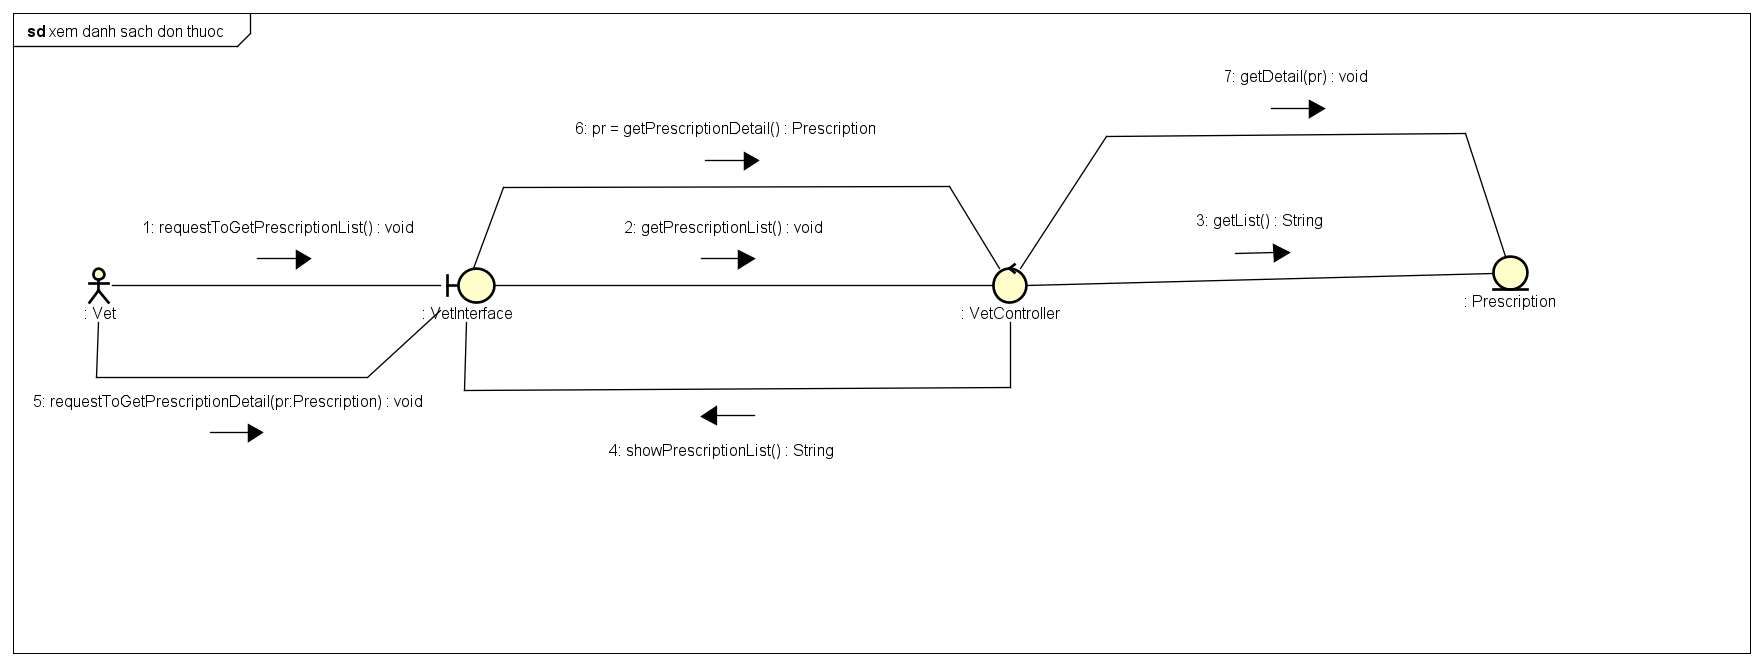 sd xem danh sach don thuoc
7: getDetail(pr) : void
6: pr = getPrescriptionDetail() : Prescription
1: requestToGetPrescriptionList() : void
2: getPrescriptionList() : void
3: getList() : String
: Vet
: VetInterface
: VetController
: Prescription
5: requestToGetPrescriptionDetail(pr:Prescription) : void
4: showPrescriptionList() : String